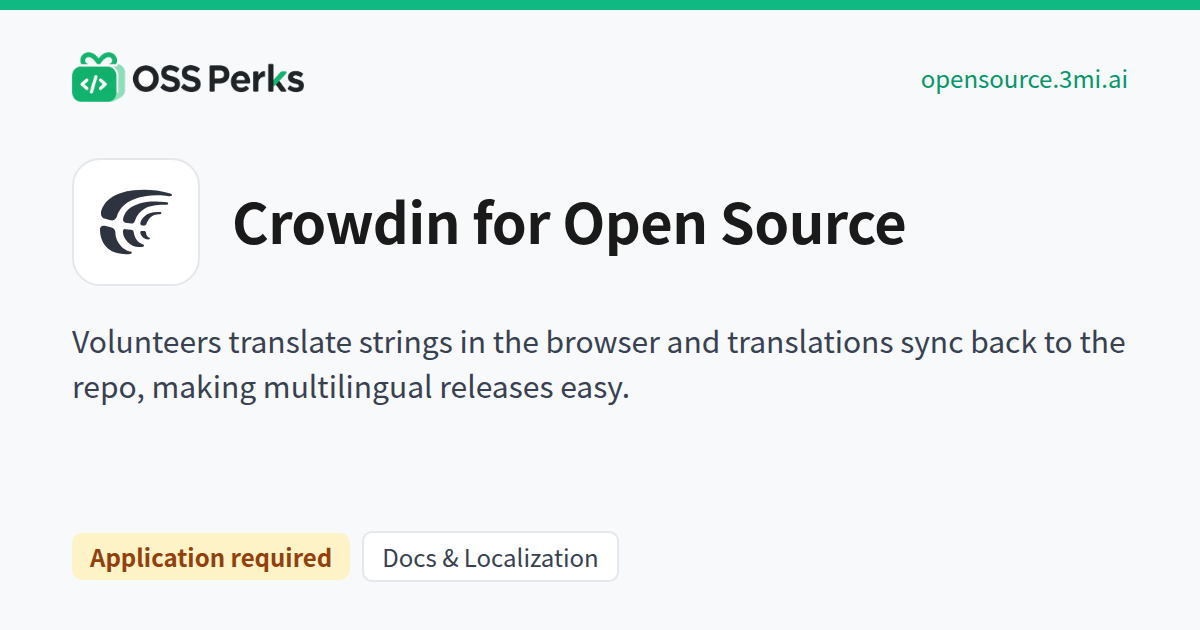 </> OSS Perks
opensource.3mi.ai
Crowdin for Open Source
Volunteers translate strings in the browser and translations sync back to the
repo, making multilingual releases easy.
Application required
Docs & Localization